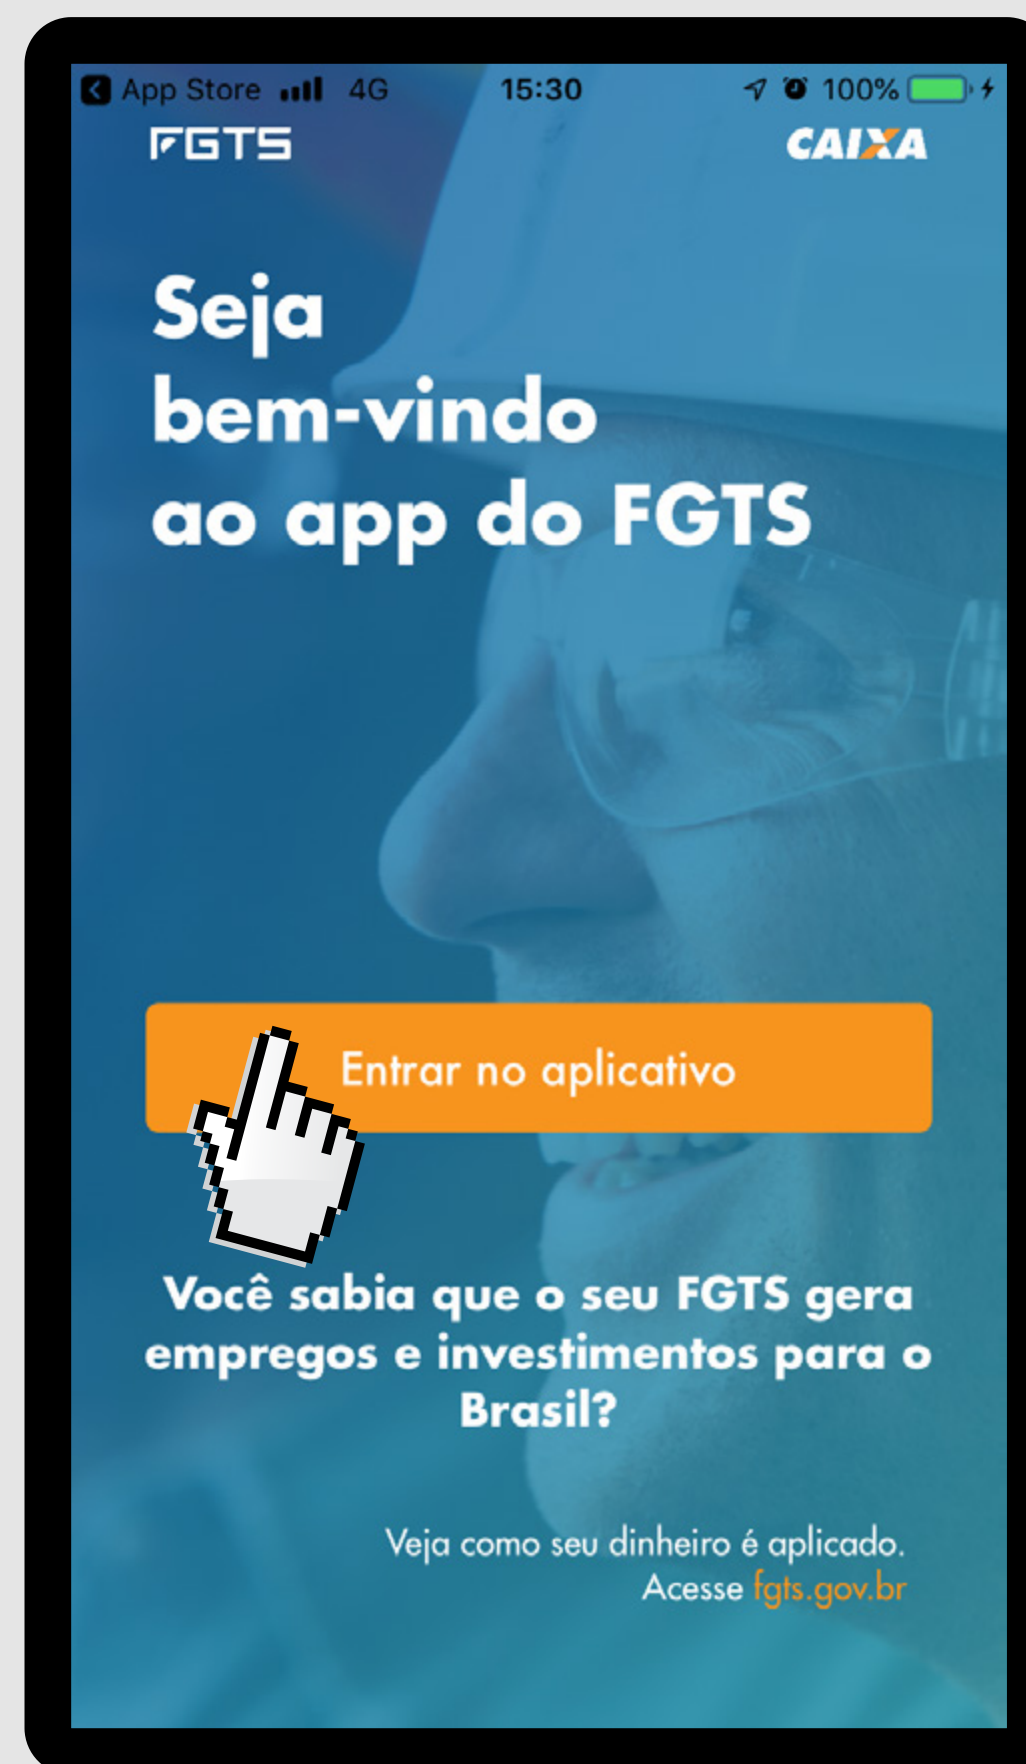 App Store 4G 15:30 100%
FGTS CAIXA
Seja
bem-vindo
ao app do FGTS
Entrar no aplicativo
Você sabia que o seu FGTS gera
empregos e investimentos para o
Brasil?
Veja como seu dinheiro é aplicado.
Acesse fgts.gov.br